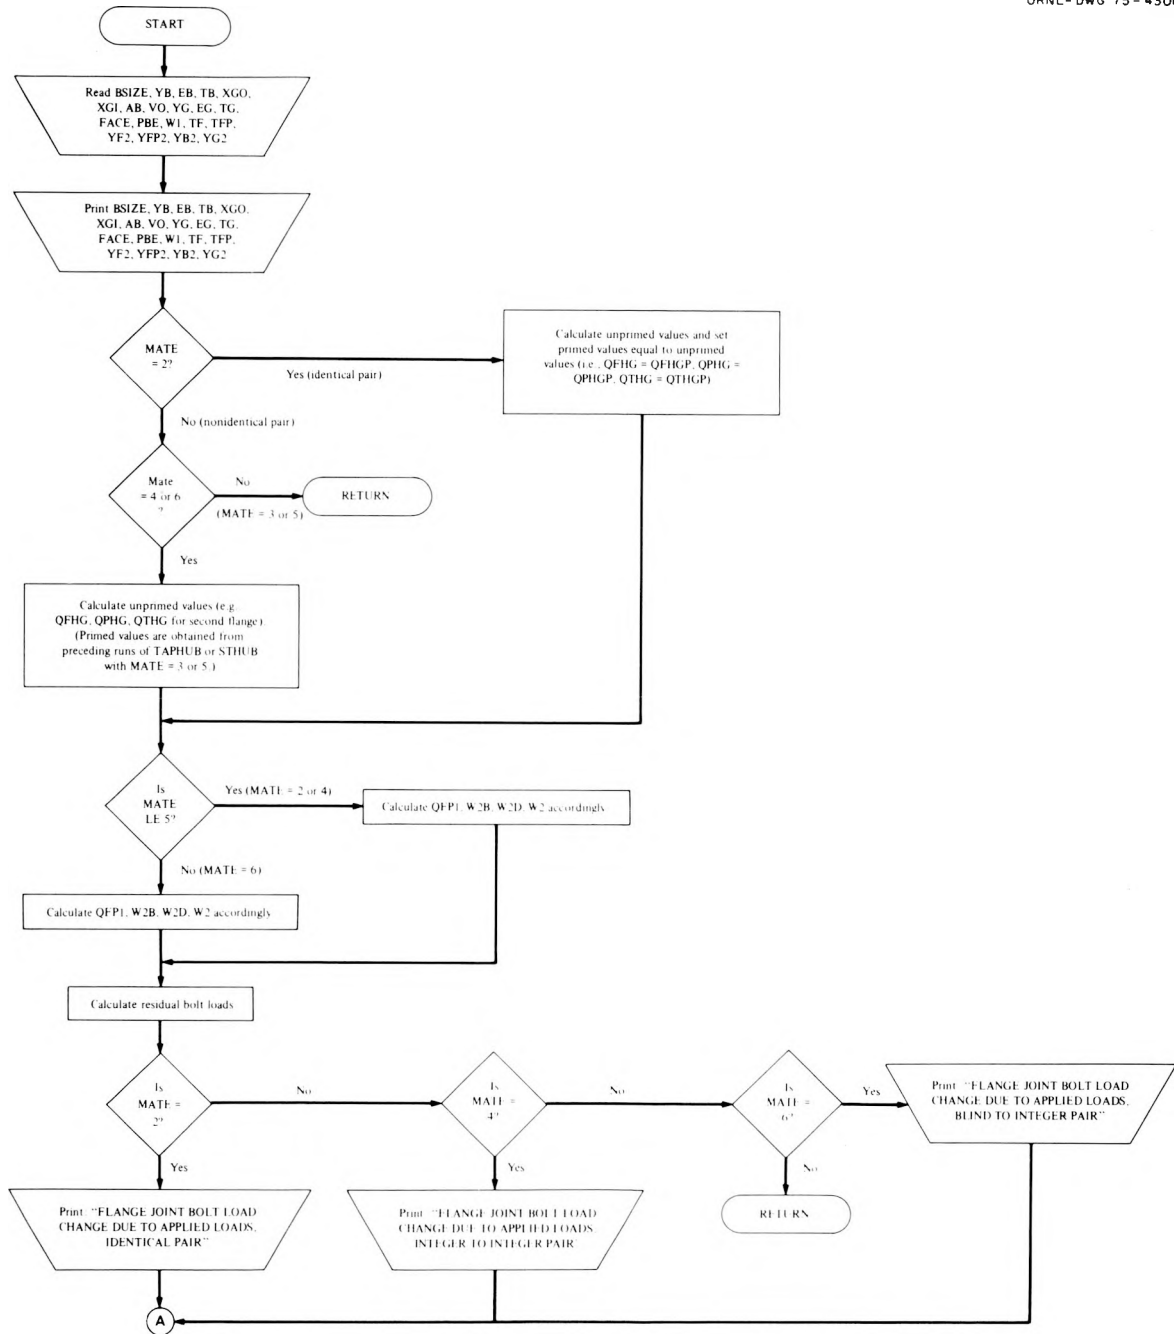 ORNL-DWG 75-430
START
Read BSIZE, YB, EB, TB, XGO,
XGI, AB, VO, YG, EG, TG,
FACE, PBE, W1, TF, TFP,
YF2, YFP2, YB2, YG2
Print BSIZE, YB, EB, TB, XGO,
XGI, AB, VO, YG, EG, TG,
FACE, PBE, W1, TF, TFP,
YF2, YFP2, YB2, YG2
MATE
= 2?
Yes (identical pair)
Calculate unprimed values and set
primed values equal to unprimed
values (i.e., QFHG = QFHGP, QPHG =
QPHGP, QTHG = QTHGP)
No (nonidentical pair)
Mate
= 4 or 6
?
No
(MATE = 3 or 5)
RETURN
Yes
Calculate unprimed values (e.g.
QFHG, QPHG, QTHG for second flange).
(Primed values are obtained from
preceding runs of TAPHUB or STHUB
with MATE = 3 or 5.)
Is
MATE
LE 5?
Yes (MATE = 2 or 4)
Calculate QFP1, W2B, W2D, W2 accordingly
No (MATE = 6)
Calculate QFP1, W2B, W2D, W2 accordingly
Calculate residual bolt loads
Is
MATE =
2?
No
Is
MATE =
4?
No
Is
MATE =
6?
Yes
Print "FLANGE JOINT BOLT LOAD
CHANGE DUE TO APPLIED LOADS,
BLIND TO INTEGER PAIR"
Yes
Yes
No
Print "FLANGE JOINT BOLT LOAD
CHANGE DUE TO APPLIED LOADS,
IDENTICAL PAIR"
Print "FLANGE JOINT BOLT LOAD
CHANGE DUE TO APPLIED LOADS,
INTEGER TO INTEGER PAIR"
RETURN
A